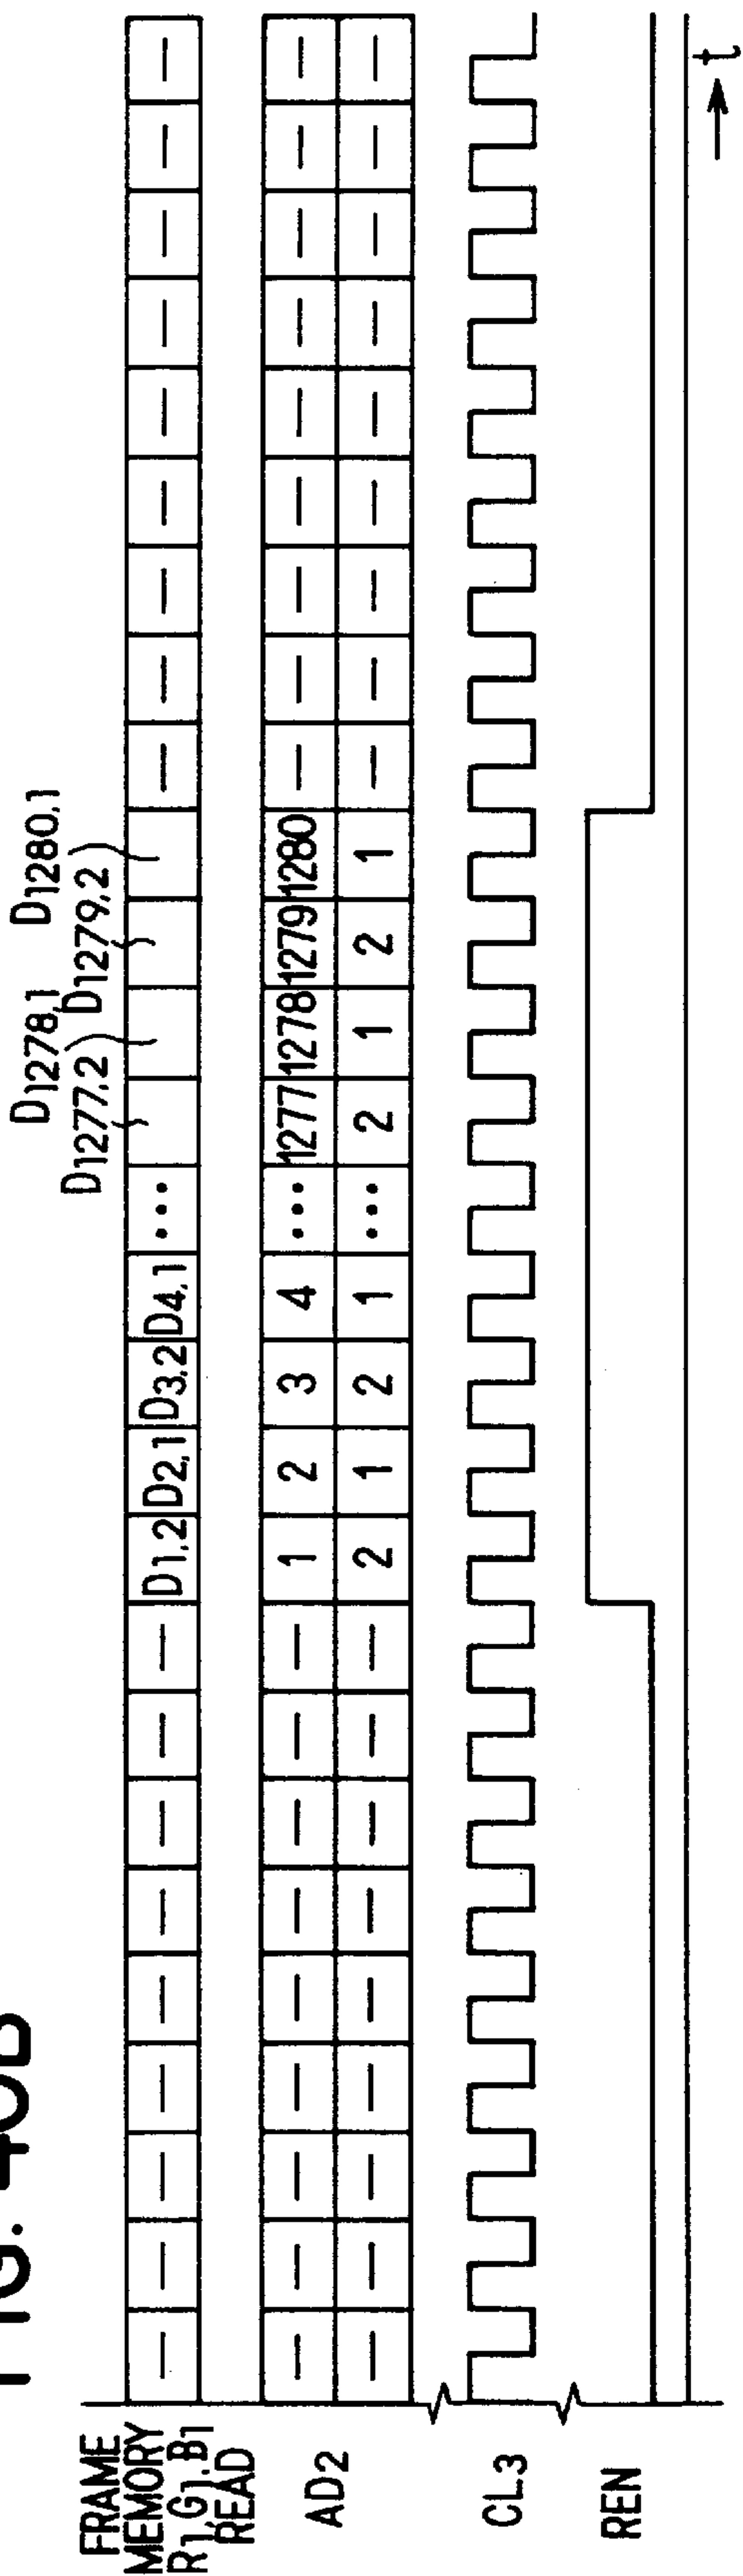 FIG. 40B
D1278,1 D1280,1
D1277,2 D1279,2
FRAME
MEMORY
R1,G1,B1
READ
— — — — — — — — — D1,2 D2,1 D3,2 D4,1 ... — — — — — — — — —
AD2
— — — — — — — — — 1 2 3 4 ... 1277 1278 1279 1280 — — — — — — — — —
— — — — — — — — — 2 1 2 1 ... 2 1 2 1 — — — — — — — — —
CL3
REN
→ t